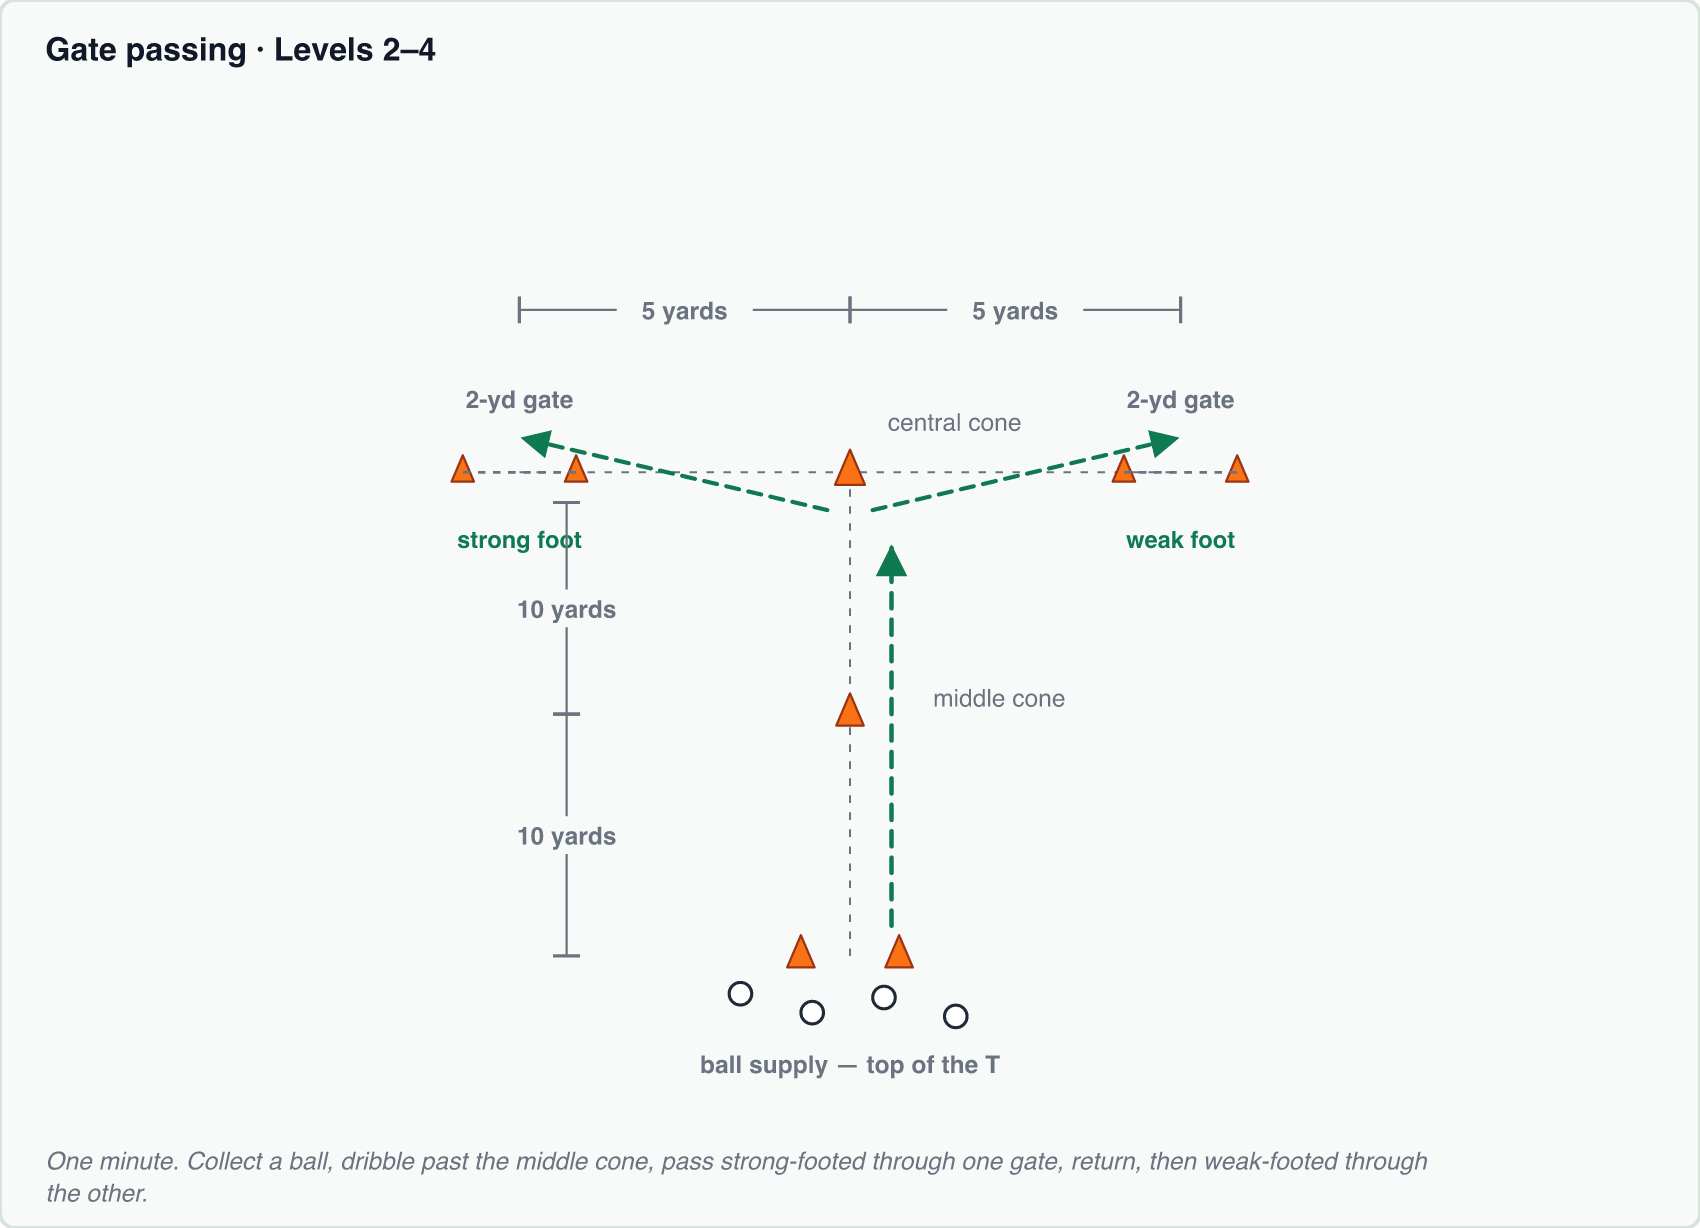 Gate passing · Levels 2–4
5 yards
5 yards
2-yd gate
2-yd gate
central cone
strong foot
weak foot
10 yards
middle cone
10 yards
ball supply — top of the T
One minute. Collect a ball, dribble past the middle cone, pass strong-footed through one gate, return, then weak-footed through
the other.